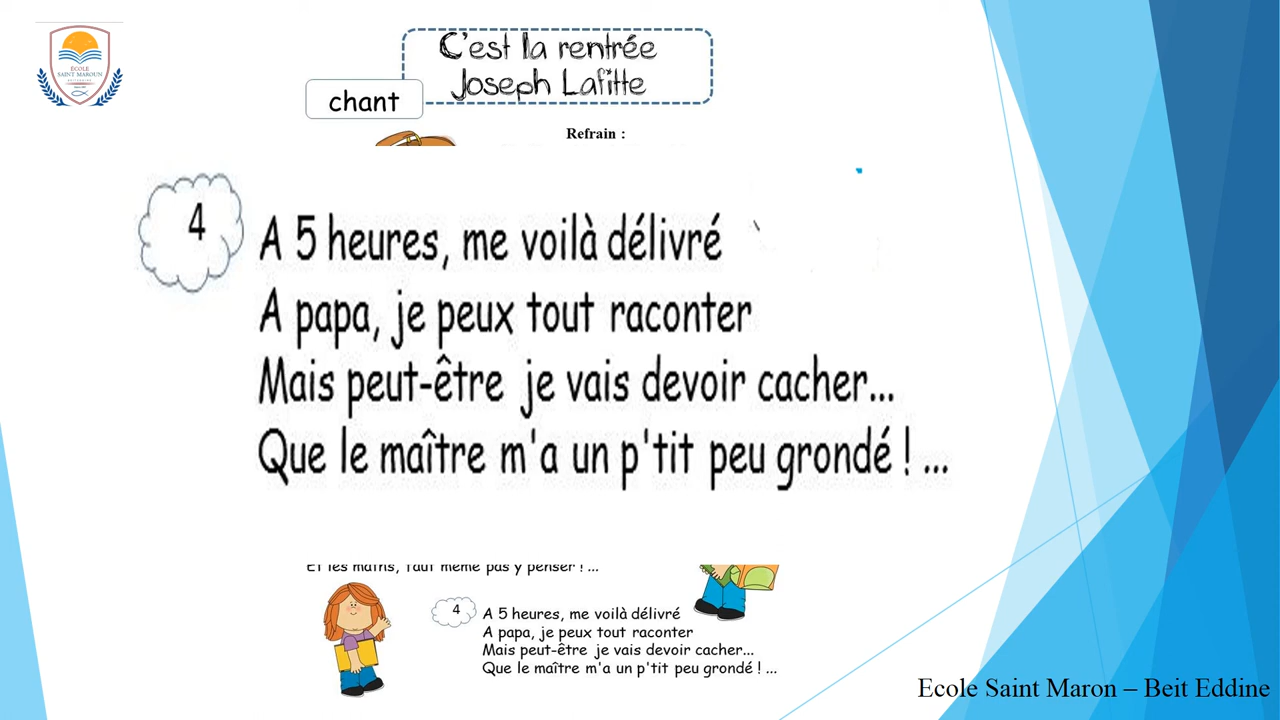 ÉCOLE
SAINT MAROUN
C'est la rentrée
Joseph Lafitte
chant
Refrain :
4
A 5 heures, me voilà délivré
A papa, je peux tout raconter
Mais peut-être je vais devoir cacher...
Que le maître m'a un p'tit peu grondé ! ...
Et les maths, faut même pas y penser ! ...
4
A 5 heures, me voilà délivré
A papa, je peux tout raconter
Mais peut-être je vais devoir cacher...
Que le maître m'a un p'tit peu grondé ! ...
Ecole Saint Maron – Beit Eddine